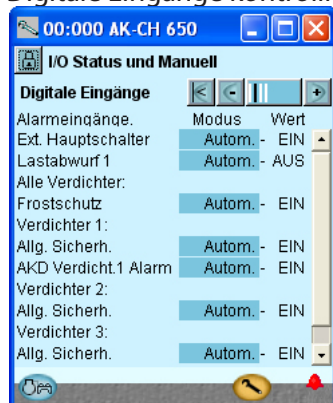 00:000 AK-CH 650
I/O Status und Manuell
Digitale Eingänge
Alarmeingänge. Modus Wert
Ext. Hauptschalter Autom. - EIN
Lastabwurf 1 Autom. - AUS
Alle Verdichter:
Frostschutz Autom. - EIN
Verdichter 1:
Allg. Sicherh. Autom. - EIN
AKD Verdicht.1 Alarm Autom. - EIN
Verdichter 2:
Allg. Sicherh. Autom. - EIN
Verdichter 3:
Allg. Sicherh. Autom. - EIN